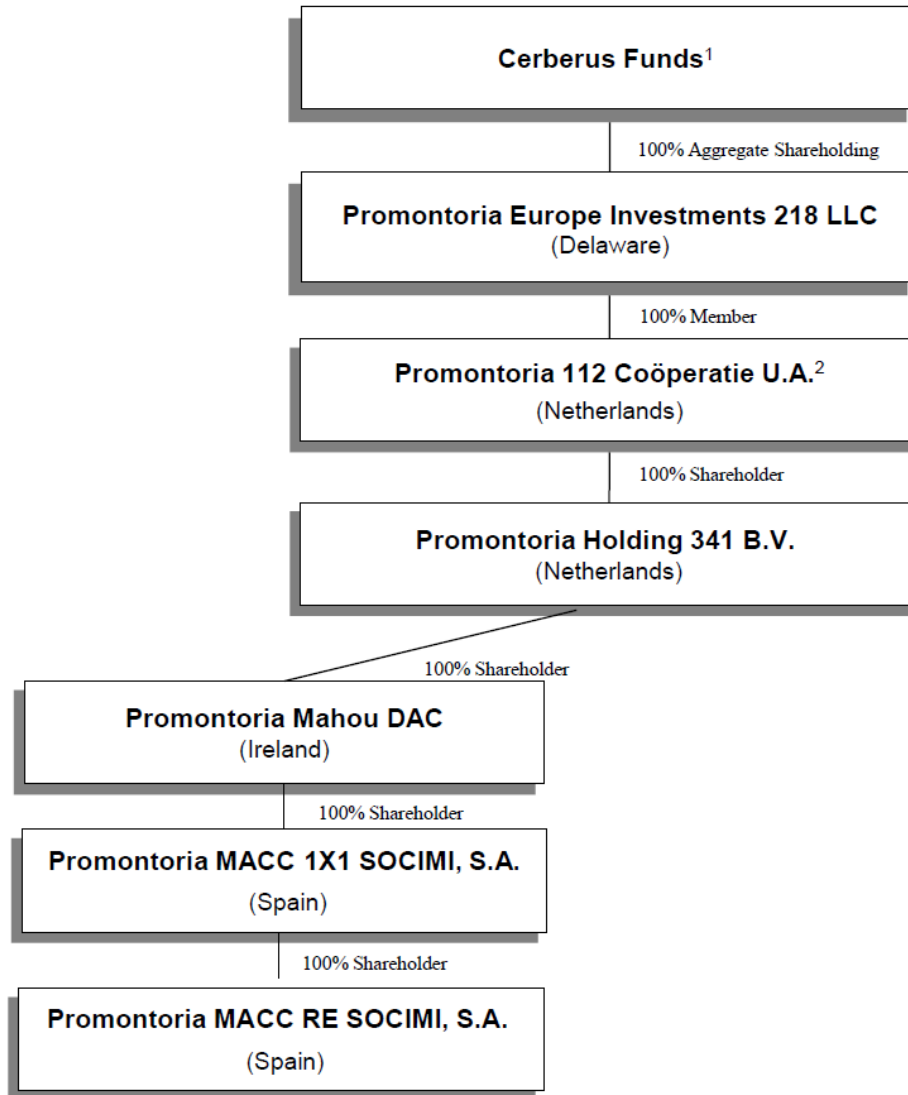 Cerberus Funds¹
100% Aggregate Shareholding
Promontoria Europe Investments 218 LLC
(Delaware)
100% Member
Promontoria 112 Coöperatie U.A.²
(Netherlands)
100% Shareholder
Promontoria Holding 341 B.V.
(Netherlands)
100% Shareholder
Promontoria Mahou DAC
(Ireland)
100% Shareholder
Promontoria MACC 1X1 SOCIMI, S.A.
(Spain)
100% Shareholder
Promontoria MACC RE SOCIMI, S.A.
(Spain)